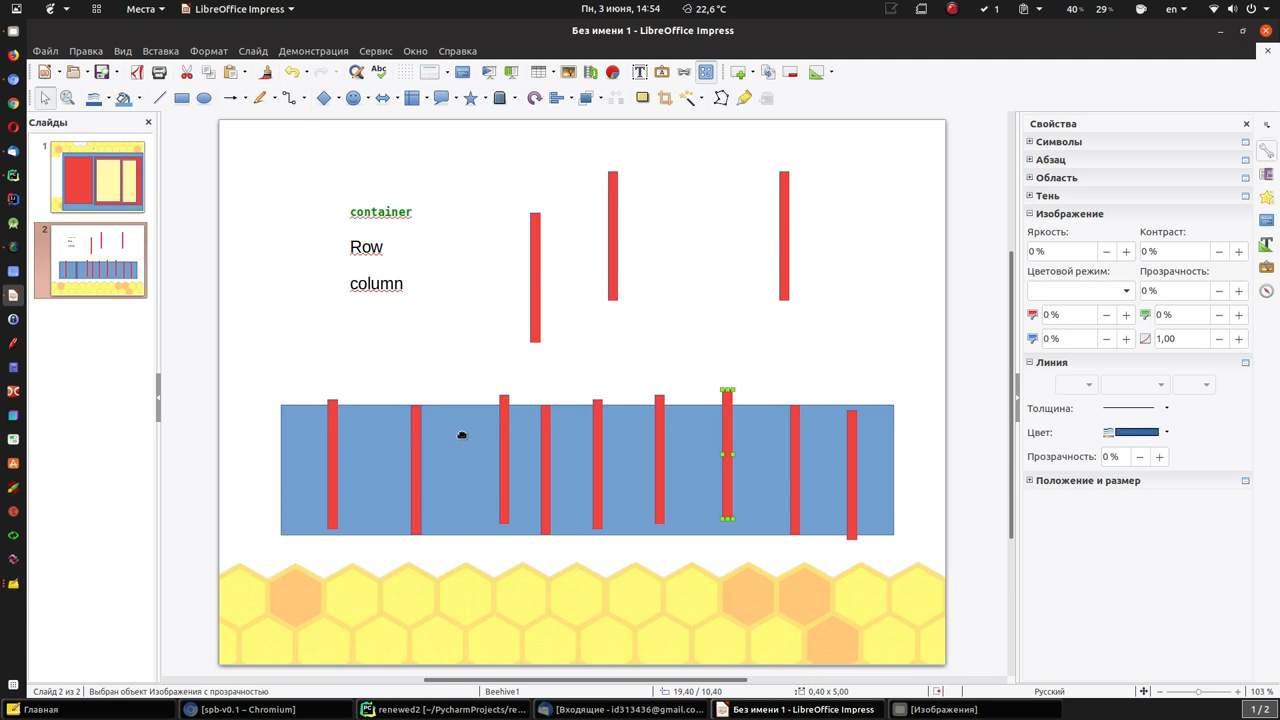 Места
LibreOffice Impress
Пн, 3 июня, 14:54
22,6°C
1
40 %
29%
en
Без имени 1 - LibreOffice Impress
Файл Правка Вид Вставка Формат Слайд Демонстрация Сервис Окно Справка
Слайды
1
2
container
Row
column
Свойства
Символы
Абзац
Область
Тень
Изображение
Яркость: Контраст:
0 % 0 %
Цветовой режим: Прозрачность:
0 %
0 % 0 %
0 % 1,00
Линия
Толщина:
Цвет:
Прозрачность: 0 %
Положение и размер
Слайд 2 из 2 Выбран объект Изображения с прозрачностью Beehive1 19,40 / 10,40 0,40 x 5,00 Русский 103 %
Главная [spb-v0.1 – Chromium] renewed2 [~/PycharmProjects/re... [Входящие - id313436@gmail.co... Без имени 1 - LibreOffice Impress [Изображения] 1 / 2